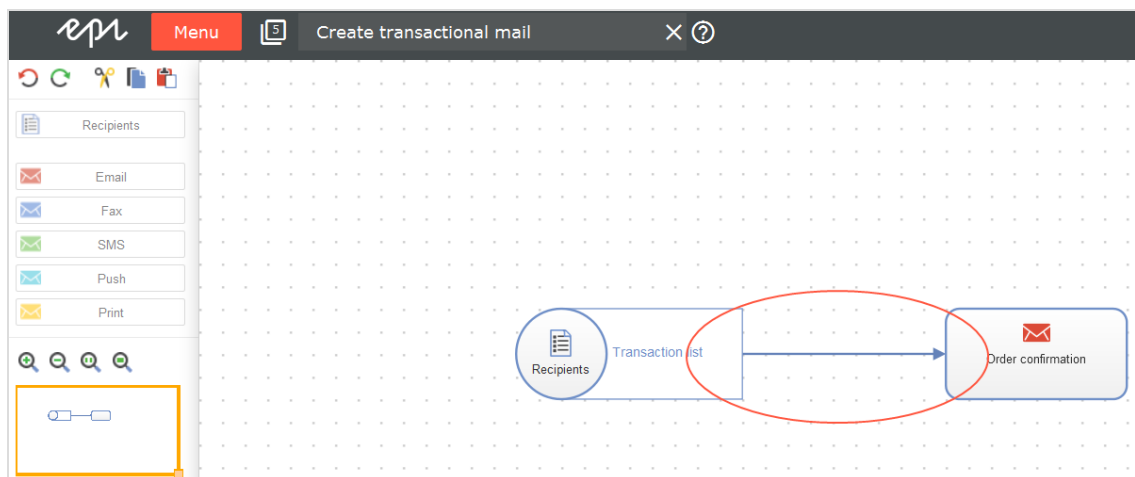 epi
Menu
5
Create transactional mail
Recipients
Email
Fax
SMS
Push
Print
Recipients
Transaction list
Order confirmation